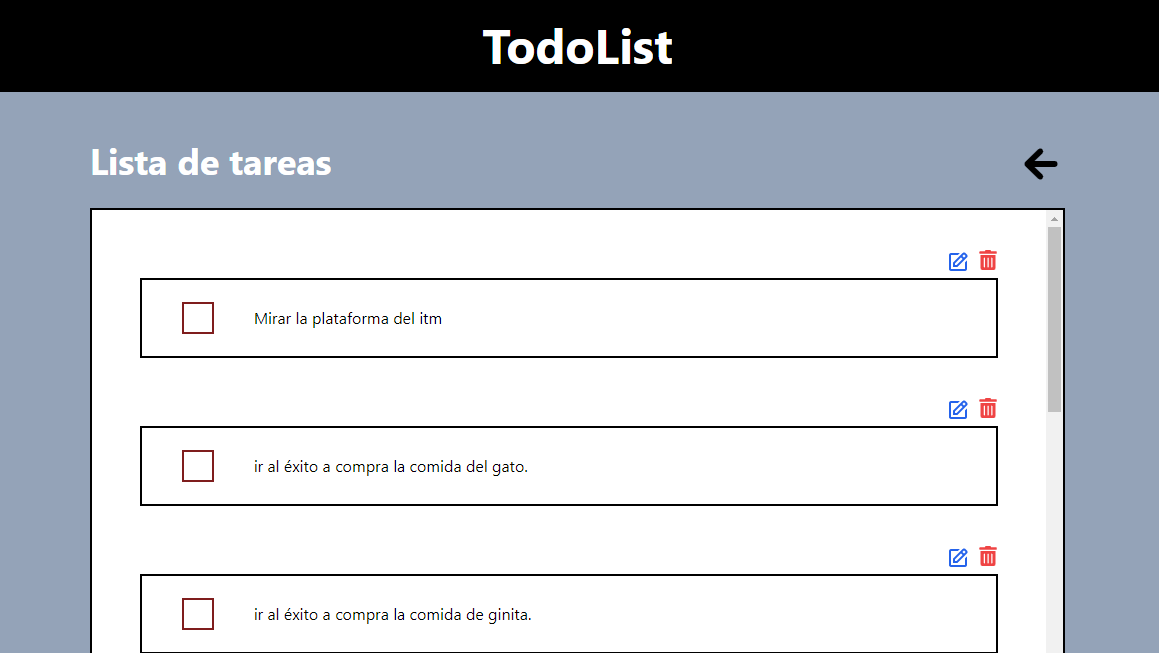 TodoList
Lista de tareas
Mirar la plataforma del itm
ir al éxito a compra la comida del gato.
ir al éxito a compra la comida de ginita.